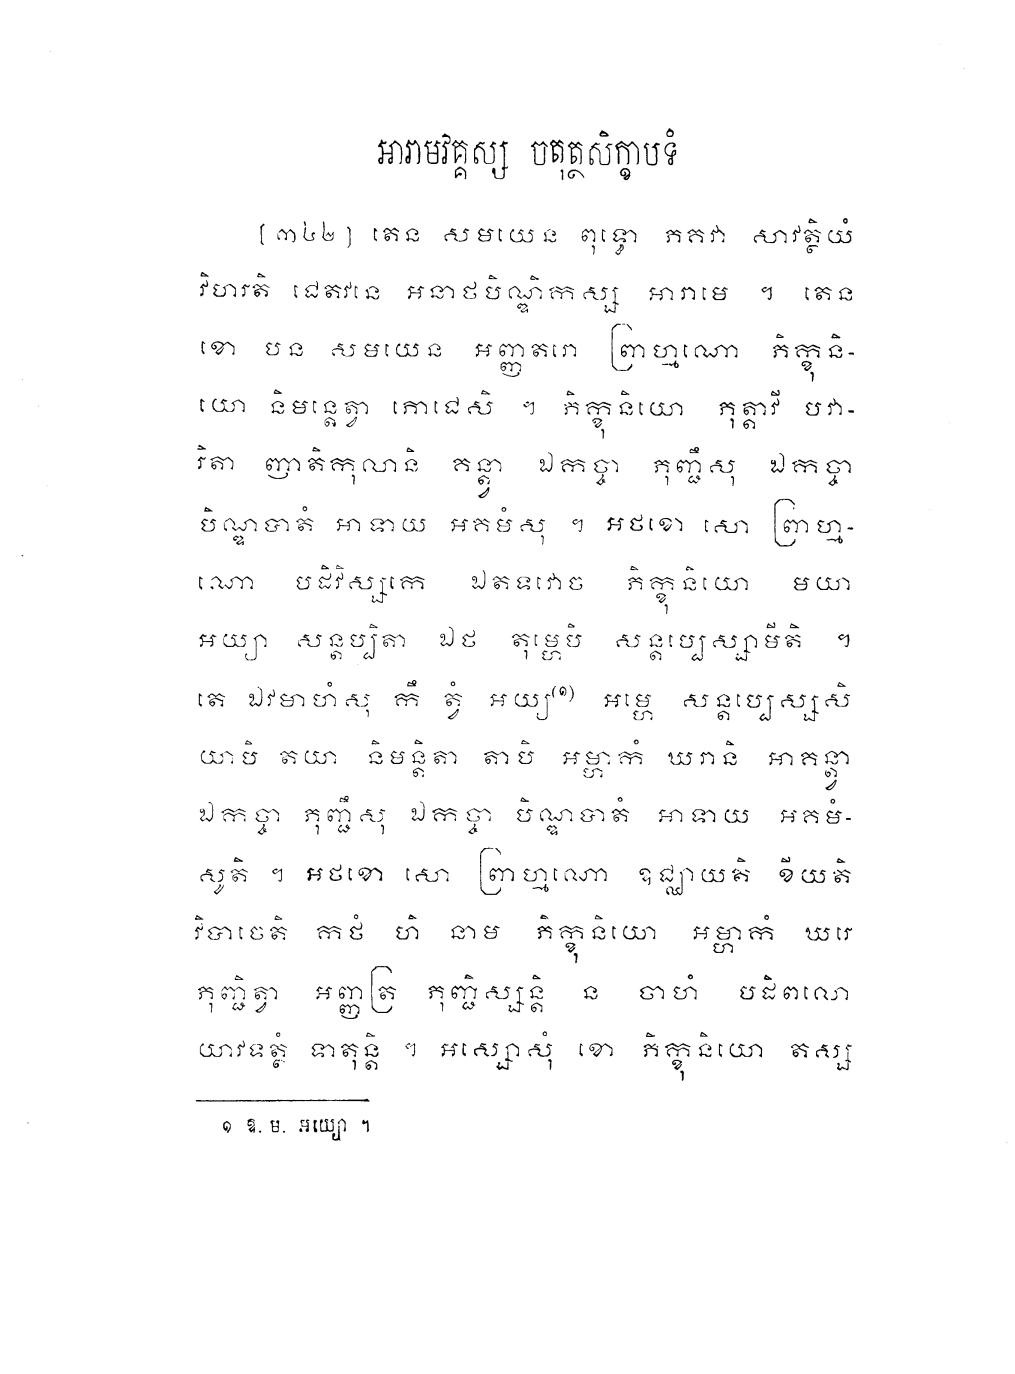 អារាមវគ្គស្ស ចតុត្ថសិក្ខាបទំ
[ ៣៤២ ] តេន សមយេន ពុទ្ធោ ភគវា សាវត្ថិយំ
វិហរតិ ជេតវនេ អនាថបិណ្ឌិកស្ស អារាមេ ។ តេន
ខោ បន សមយេន អញ្ញតរោ ព្រាហ្មណោ ភិក្ខុនិ-
យោ និមន្តេត្វា ភោជេសិ ។ ភិក្ខុនិយោ ភុត្តាវី បវា-
រិតា ញាតិកុលានិ គន្ត្វា ឯកច្ចា ភុញ្ជឹសុ ឯកច្ចា
បិណ្ឌបាតំ អាទាយ អគមំសុ ។ អថខោ សោ ព្រាហ្ម-
ណោ បដិវិស្សកេ ឯតទវោច ភិក្ខុនិយោ មយា
អយ្យា សន្តប្បិតា ឯថ តុម្ហេបិ សន្តប្បេស្សាមីតិ ។
តេ ឯវមាហំសុ កឹ ត្វំ អយ្យ(១) អម្ហេ សន្តប្បេស្សសិ
យាបិ តយា និមន្តិតា តាបិ អម្ហាកំ ឃរានិ អាគន្ត្វា
ឯកច្ចា ភុញ្ជឹសុ ឯកច្ចា បិណ្ឌបាតំ អាទាយ អគមំ-
សូតិ ។ អថខោ សោ ព្រាហ្មណោ ឧជ្ឈាយតិ ខីយតិ
វិបាចេតិ កថំ ហិ នាម ភិក្ខុនិយោ អម្ហាកំ ឃរេ
ភុញ្ជិត្វា អញ្ញត្រ ភុញ្ជិស្សន្តិ ន ចាហំ បដិពលោ
យាវទត្ថំ ទាតុន្តិ ។ អស្សោសុំ ខោ ភិក្ខុនិយោ តស្ស
១ ឱ. ម. អយ្យោ ។